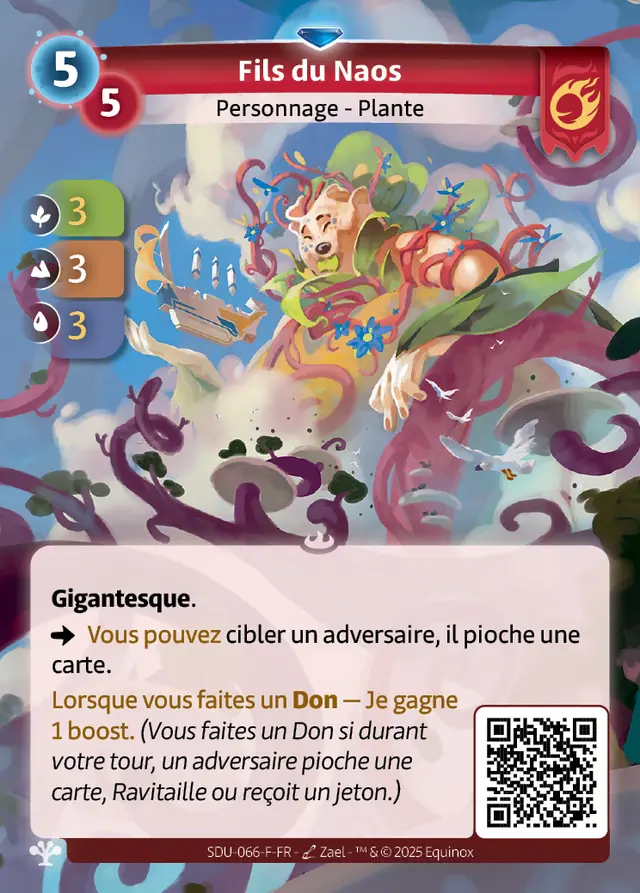 5
5
Fils du Naos
Personnage - Plante
3
3
3
Gigantesque.
Vous pouvez cibler un adversaire, il pioche une
carte.
Lorsque vous faites un Don — Je gagne
1 boost. (Vous faites un Don si durant
votre tour, un adversaire pioche une
carte, Ravitaille ou reçoit un jeton.)
SDU-066-F-FR - Zael - ™ & © 2025 Equinox